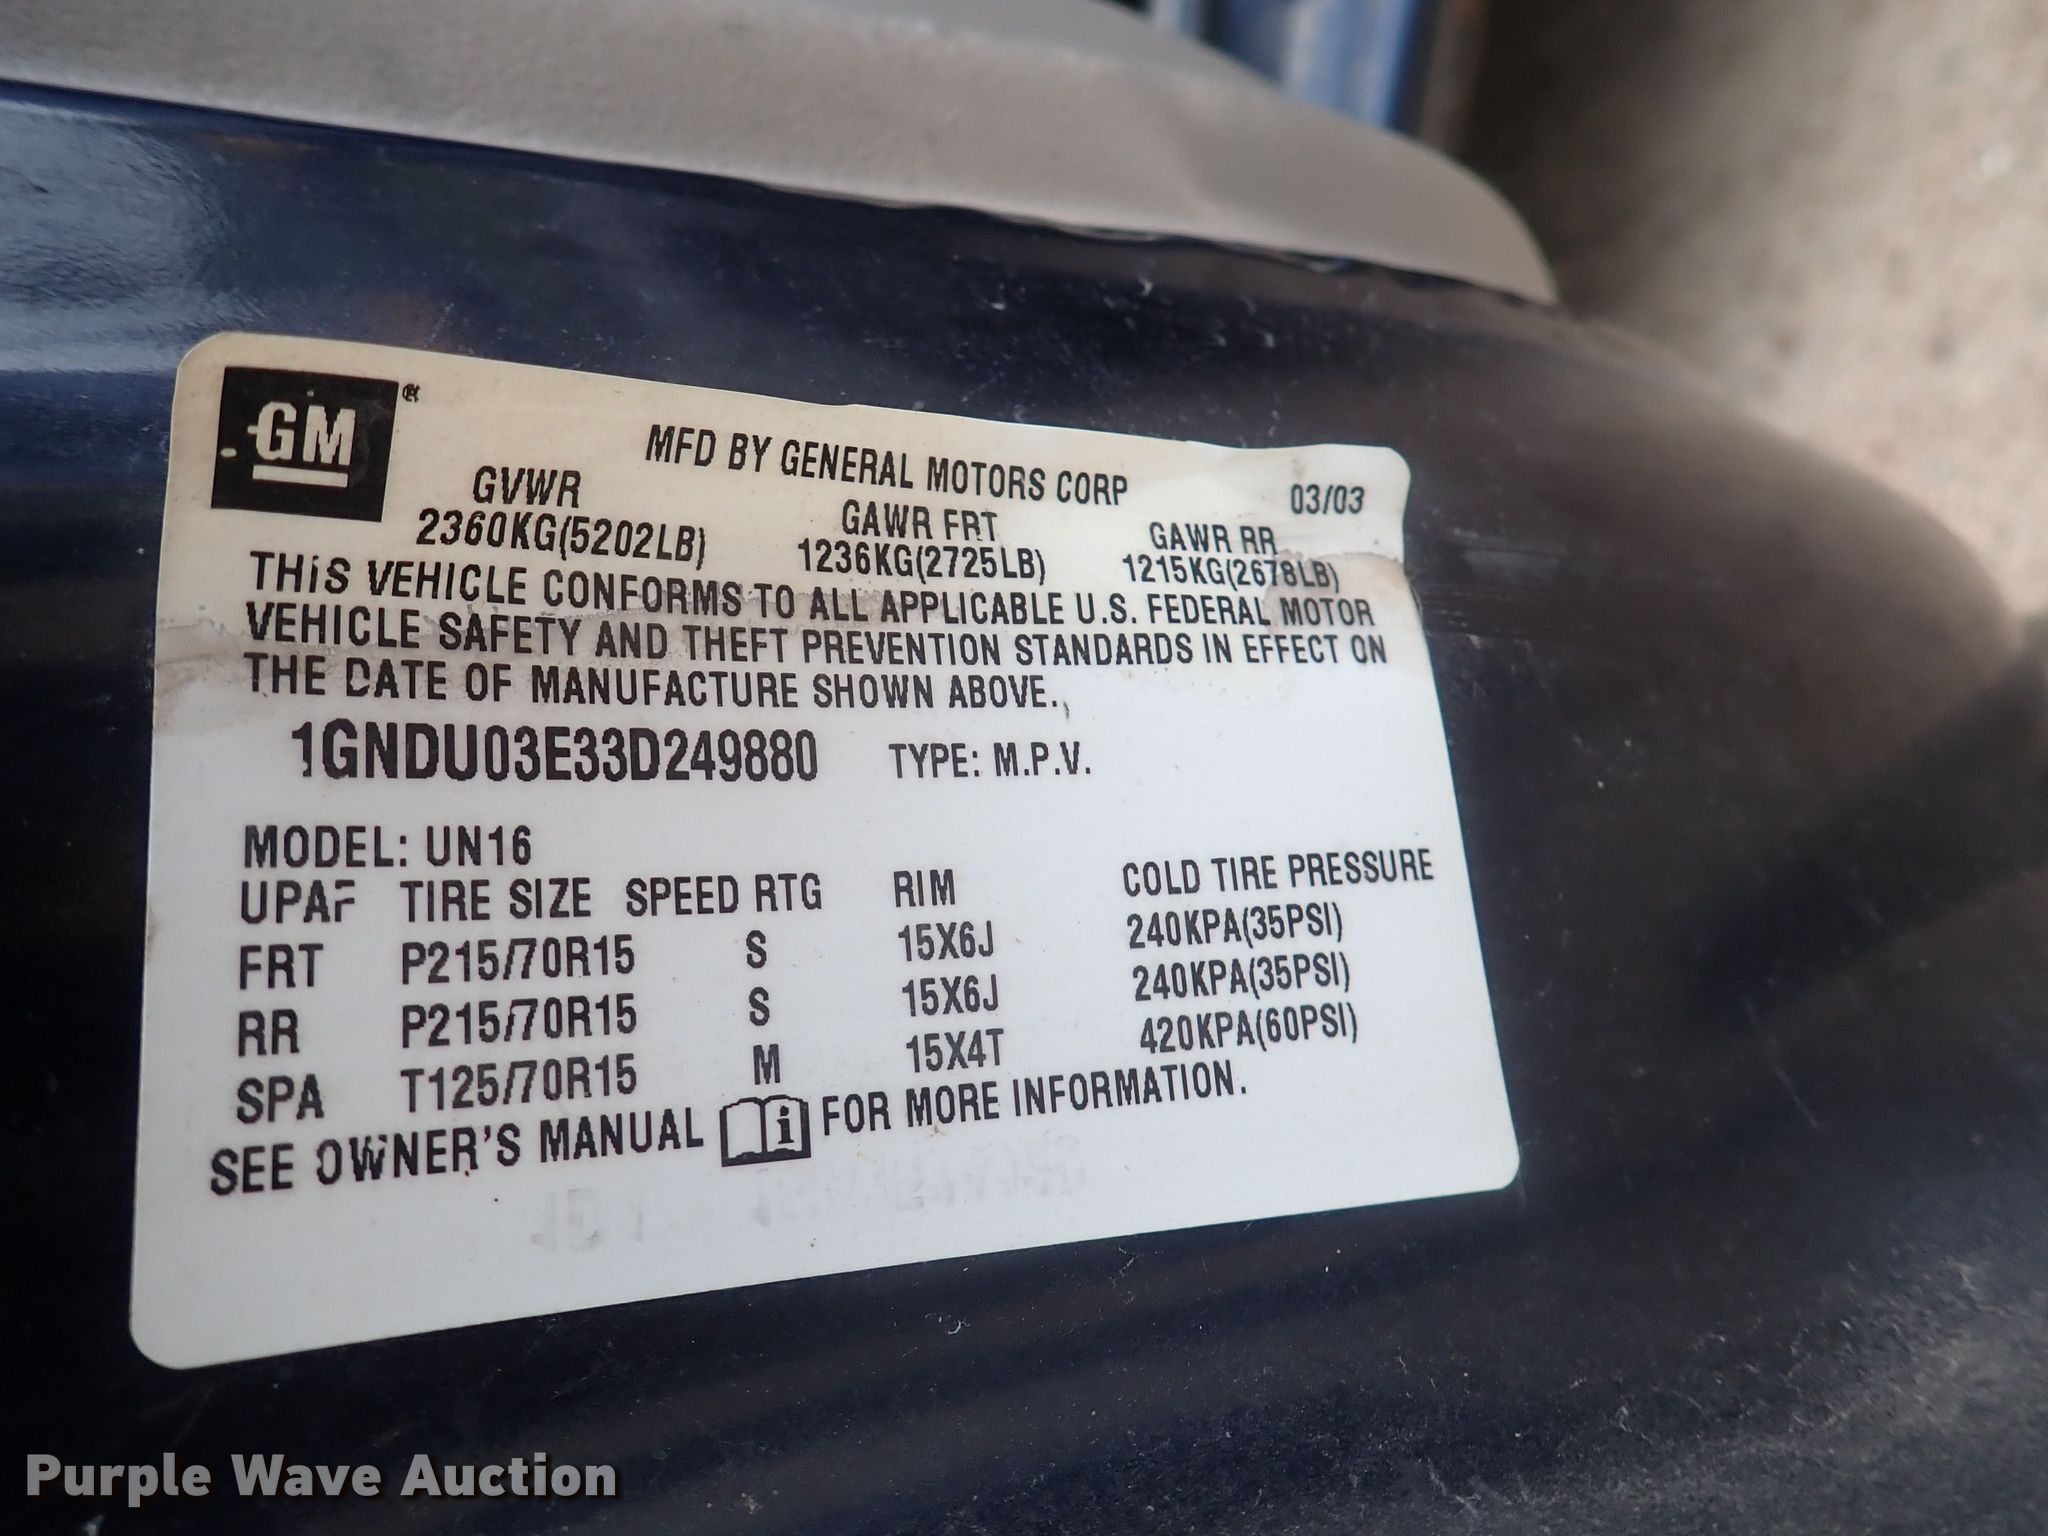 GM®
MFD BY GENERAL MOTORS CORP 03/03
GVWR GAWR FRT GAWR RR
2360KG(5202LB) 1236KG(2725LB) 1215KG(2678LB)
THIS VEHICLE CONFORMS TO ALL APPLICABLE U.S. FEDERAL MOTOR
VEHICLE SAFETY AND THEFT PREVENTION STANDARDS IN EFFECT ON
THE DATE OF MANUFACTURE SHOWN ABOVE.
1GNDU03E33D249880 TYPE: M.P.V.
MODEL: UN16
UPAF TIRE SIZE SPEED RTG RIM COLD TIRE PRESSURE
FRT P215/70R15 S 15X6J 240KPA(35PSI)
RR P215/70R15 S 15X6J 240KPA(35PSI)
SPA T125/70R15 M 15X4T 420KPA(60PSI)
SEE OWNER'S MANUAL i FOR MORE INFORMATION.
Purple Wave Auction